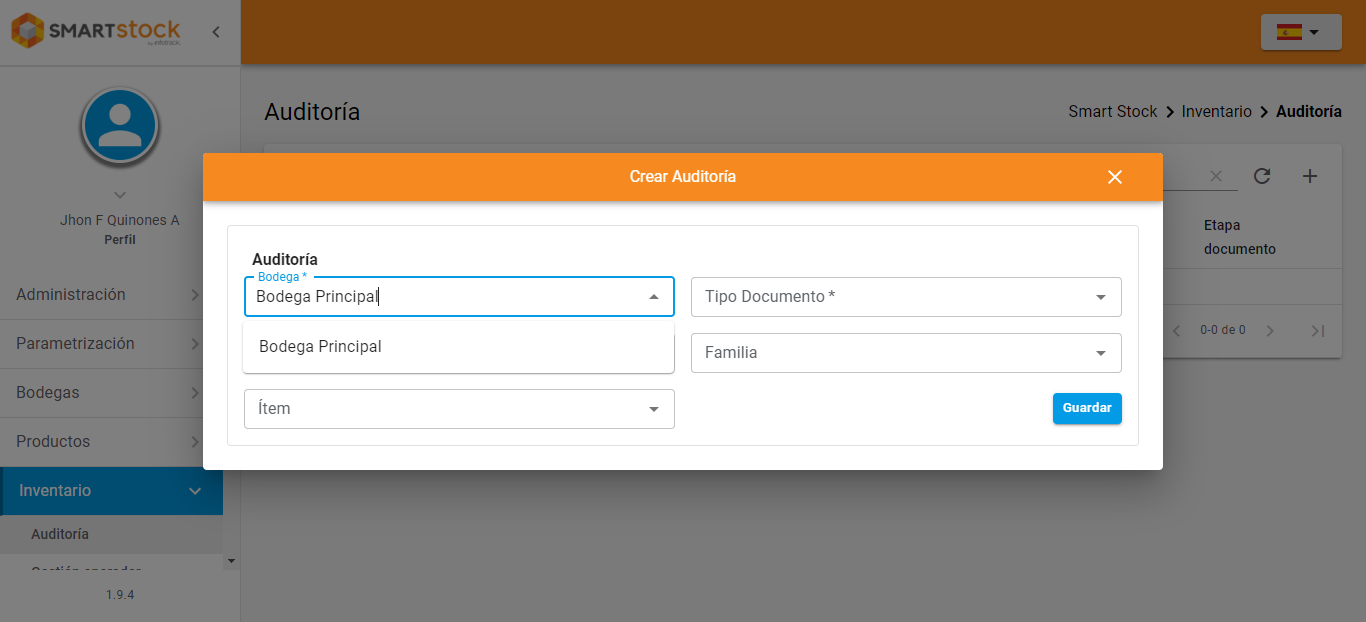 SMARTstock
by infotrack
Auditoría
Smart Stock
Inventario
Auditoría
Jhon F Quinones A
Perfil
Administración
Parametrización
Bodegas
Productos
Inventario
Auditoría
1.9.4
Etapa
documento
0-0 de 0
Crear Auditoría
Auditoría
Bodega *
Bodega Principal
Bodega Principal
Tipo Documento *
Familia
Ítem
Guardar